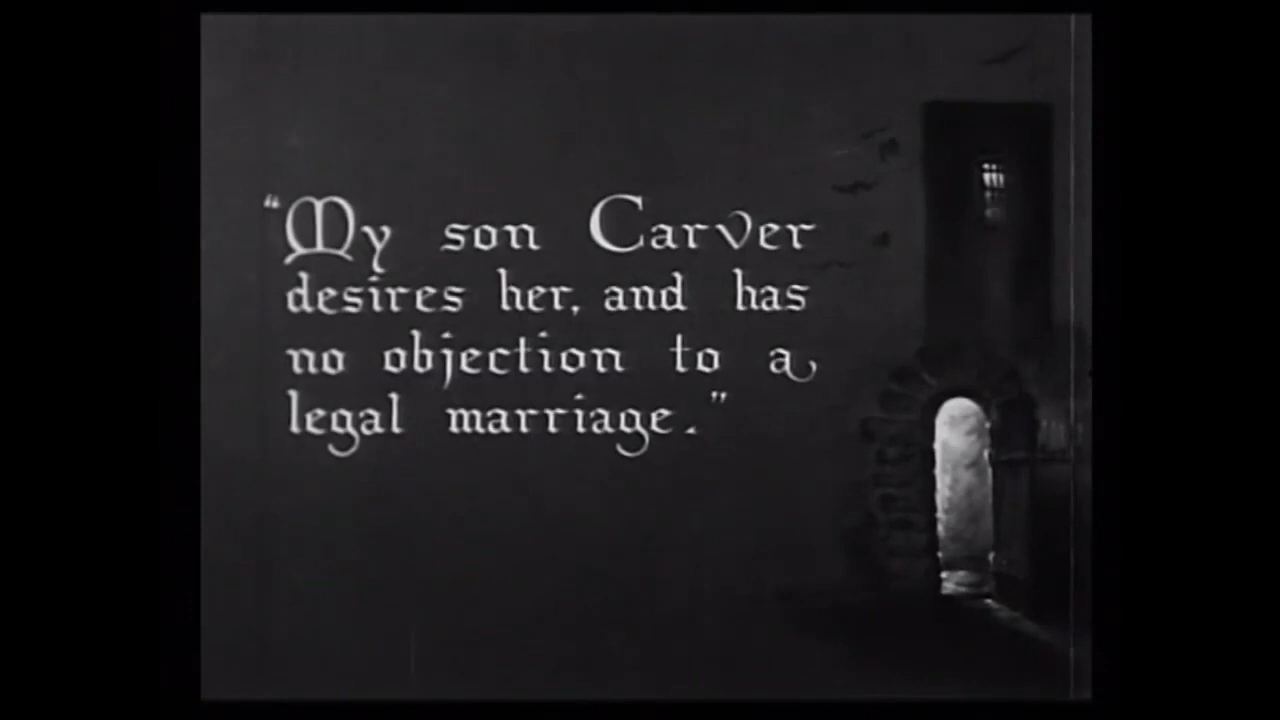 “My son Carver
desires her, and has
no objection to a
legal marriage.”